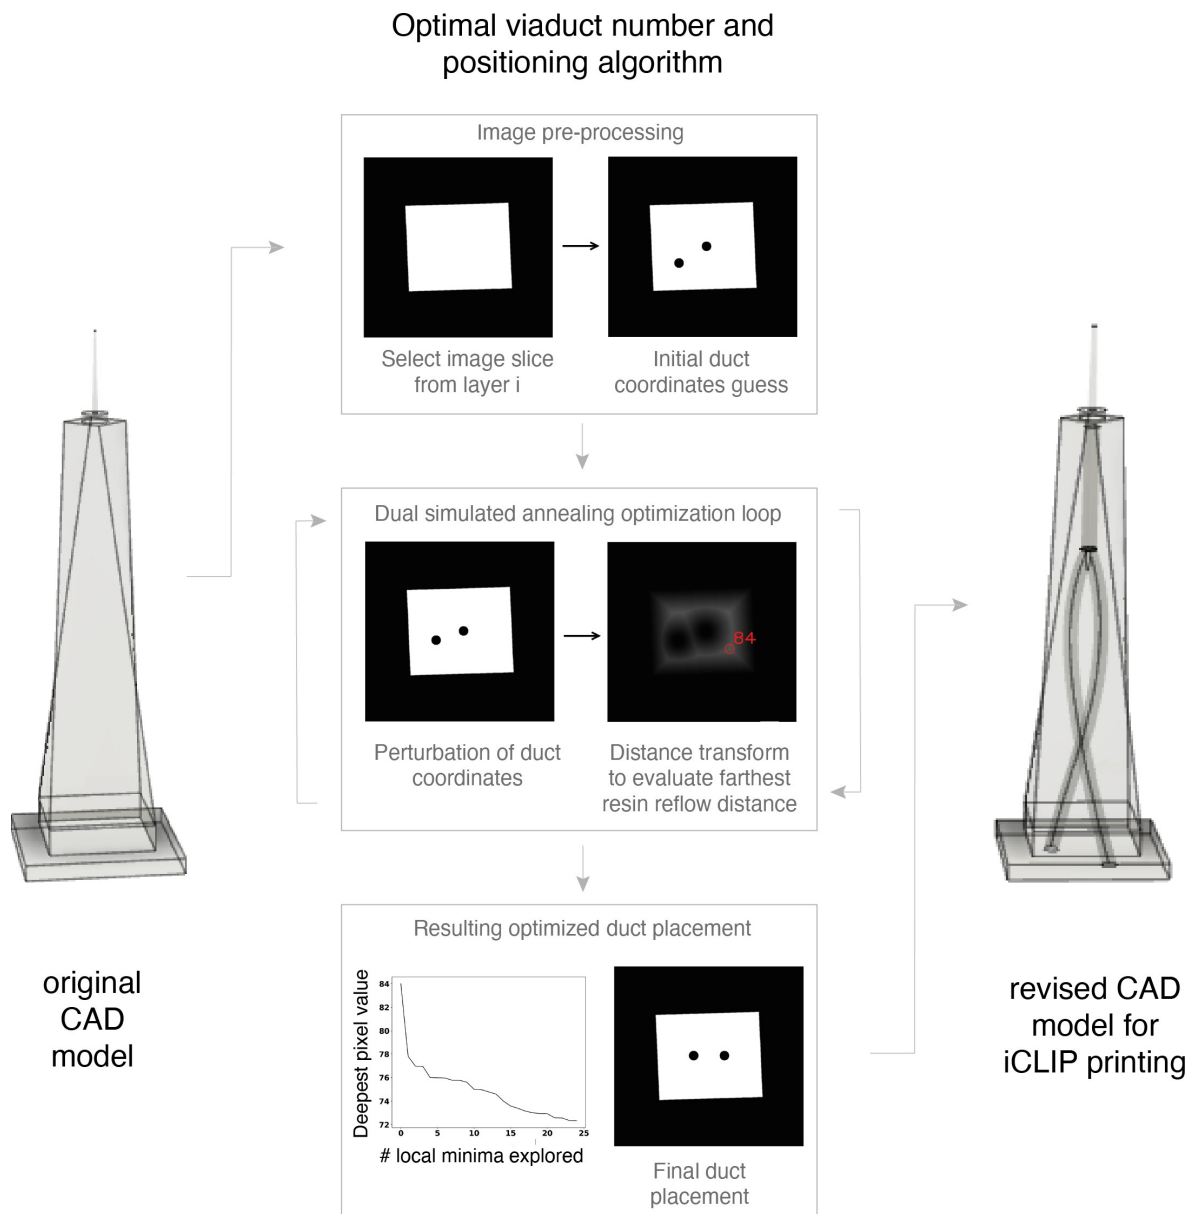 Optimal viaduct number and
positioning algorithm
Image pre-processing
Select image slice
from layer i
Initial duct
coordinates guess
Dual simulated annealing optimization loop
84
Perturbation of duct
coordinates
Distance transform
to evaluate farthest
resin reflow distance
Resulting optimized duct placement
Deepest pixel value
84
82
80
78
76
74
72
0 5 10 15 20 25
# local minima explored
Final duct
placement
original
CAD
model
revised CAD
model for
iCLIP printing